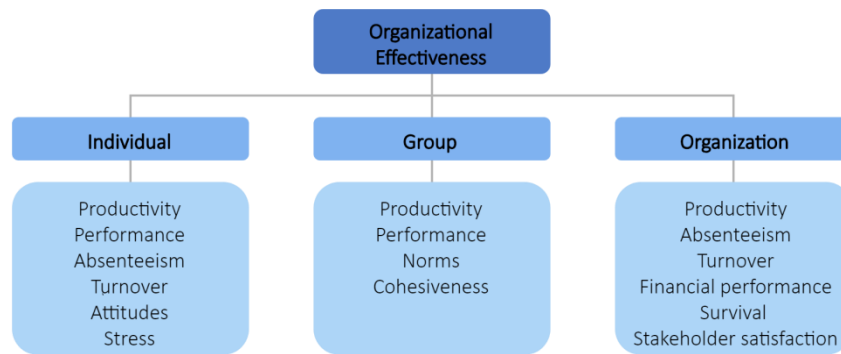 Organizational
Effectiveness
Individual
Group
Organization
Productivity
Performance
Absenteeism
Turnover
Attitudes
Stress
Productivity
Performance
Norms
Cohesiveness
Productivity
Absenteeism
Turnover
Financial performance
Survival
Stakeholder satisfaction